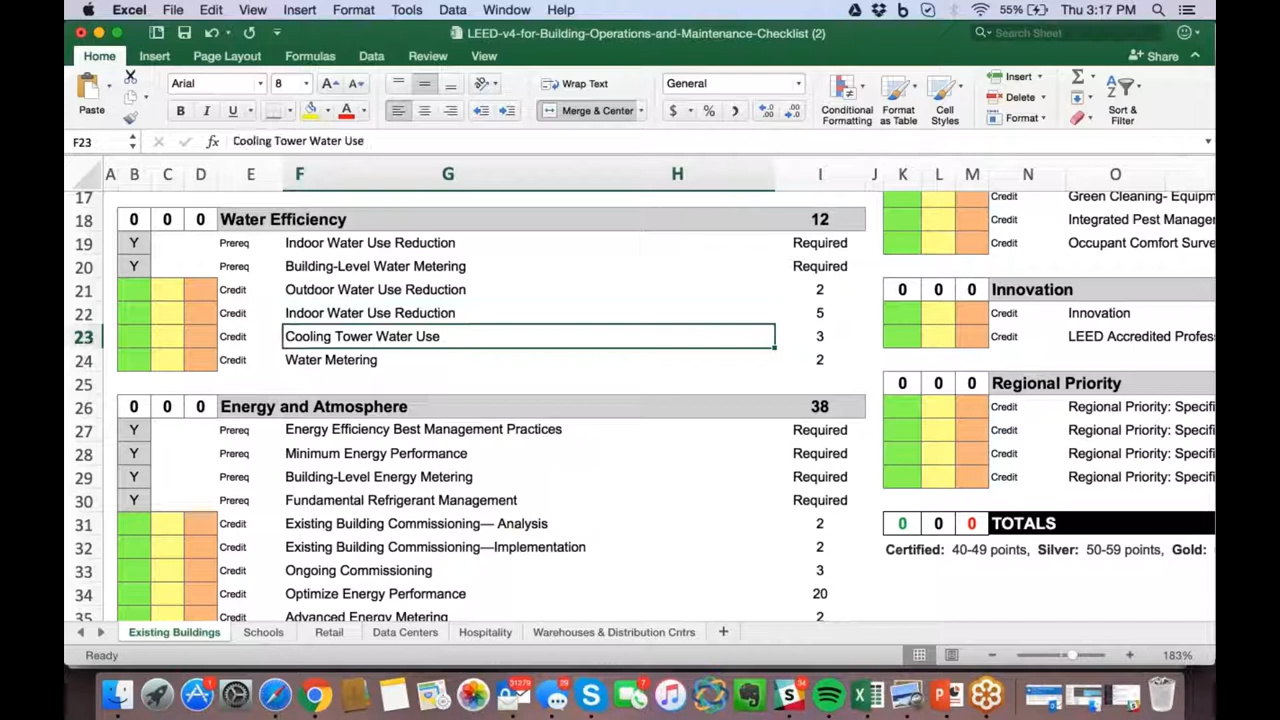 Excel File Edit View Insert Format Tools Data Window Help 55% Thu 3:17 PM
LEED-v4-for-Building-Operations-and-Maintenance-Checklist (2) Search Sheet
Home Insert Page Layout Formulas Data Review View Share
Paste Arial 8 A A Wrap Text General Conditional Formatting Format as Table Cell Styles Insert Σ Sort & Filter
B I U A Merge & Center $ % Delete Format
F23 fx Cooling Tower Water Use
A B C D E F G H I J K L M N O
17 Credit Green Cleaning- Equipm
18 0 0 0 Water Efficiency 12 Credit Integrated Pest Manager
19 Y Prereq Indoor Water Use Reduction Required Credit Occupant Comfort Surve
20 Y Prereq Building-Level Water Metering Required
21 Credit Outdoor Water Use Reduction 2 0 0 0 Innovation
22 Credit Indoor Water Use Reduction 5 Credit Innovation
23 Credit Cooling Tower Water Use 3 Credit LEED Accredited Profes
24 Credit Water Metering 2
25 0 0 0 Regional Priority
26 0 0 0 Energy and Atmosphere 38 Credit Regional Priority: Specifi
27 Y Prereq Energy Efficiency Best Management Practices Required Credit Regional Priority: Specifi
28 Y Prereq Minimum Energy Performance Required Credit Regional Priority: Specifi
29 Y Prereq Building-Level Energy Metering Required Credit Regional Priority: Specifi
30 Y Prereq Fundamental Refrigerant Management Required
31 Credit Existing Building Commissioning— Analysis 2 0 0 0 TOTALS
32 Credit Existing Building Commissioning—Implementation 2 Certified: 40-49 points, Silver: 50-59 points, Gold:
33 Credit Ongoing Commissioning 3
34 Credit Optimize Energy Performance 20
35 Advanced Energy Metering 2
Existing Buildings Schools Retail Data Centers Hospitality Warehouses & Distribution Cntrs +
Ready 183%